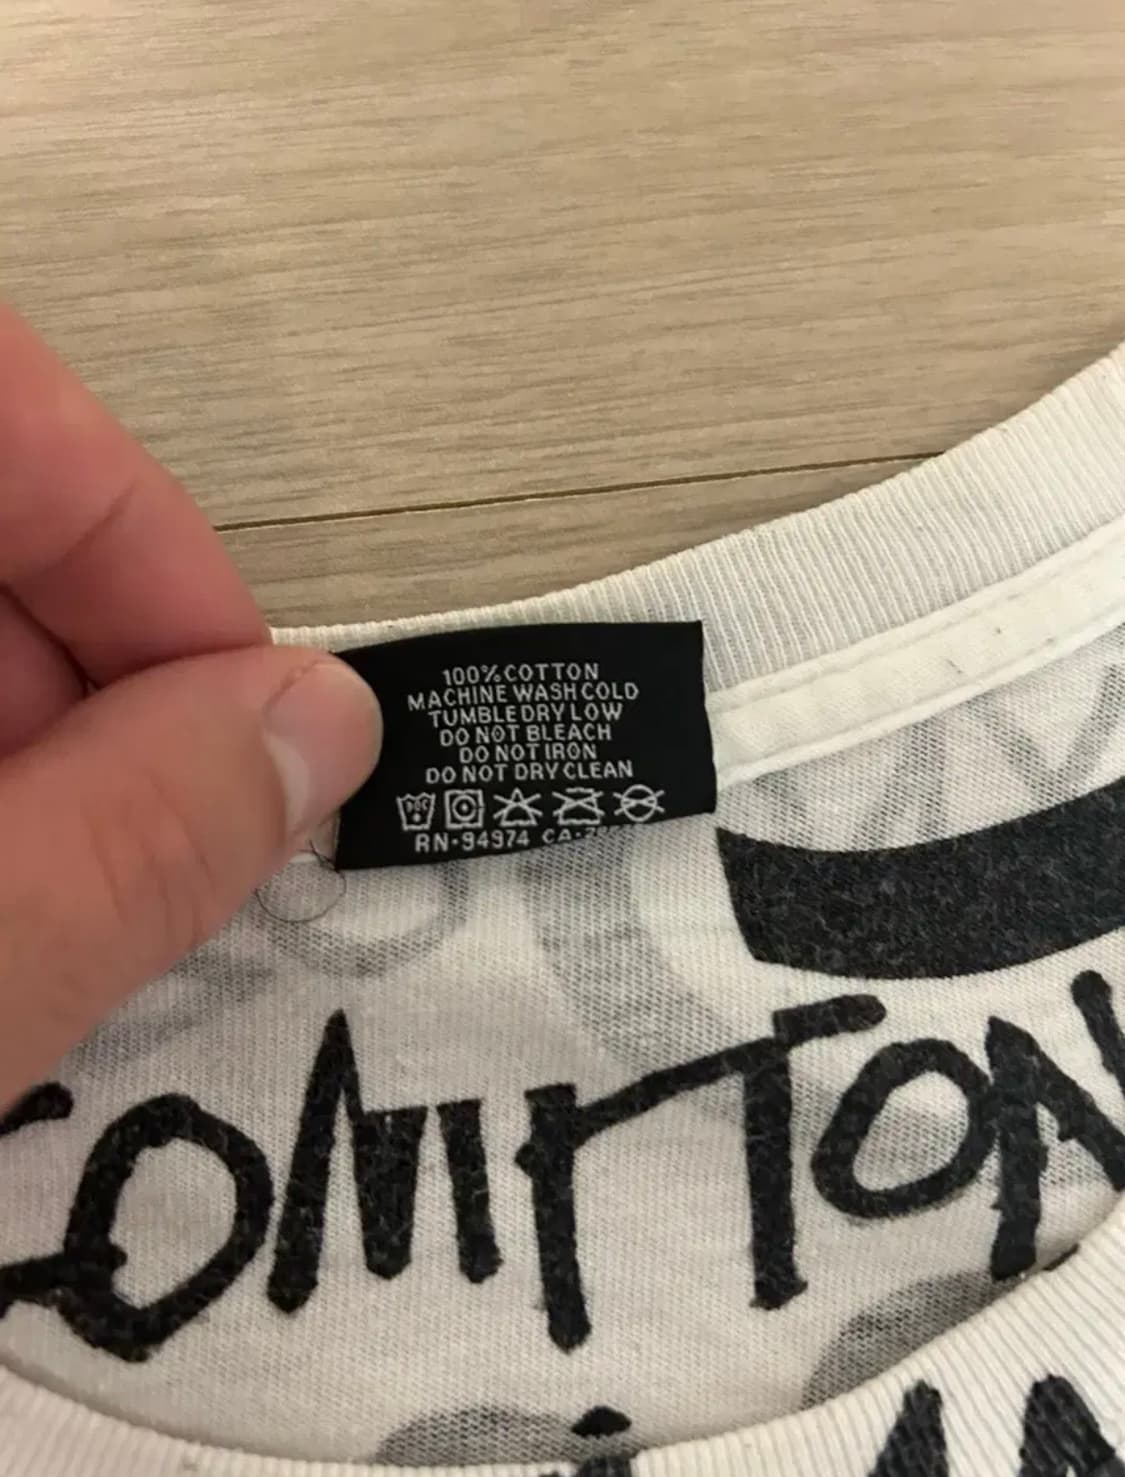 100% COTTON
MACHINE WASH COLD
TUMBLE DRY LOW
DO NOT BLEACH
DO NOT IRON
DO NOT DRY CLEAN
RN·94974 CA·
COMPTON